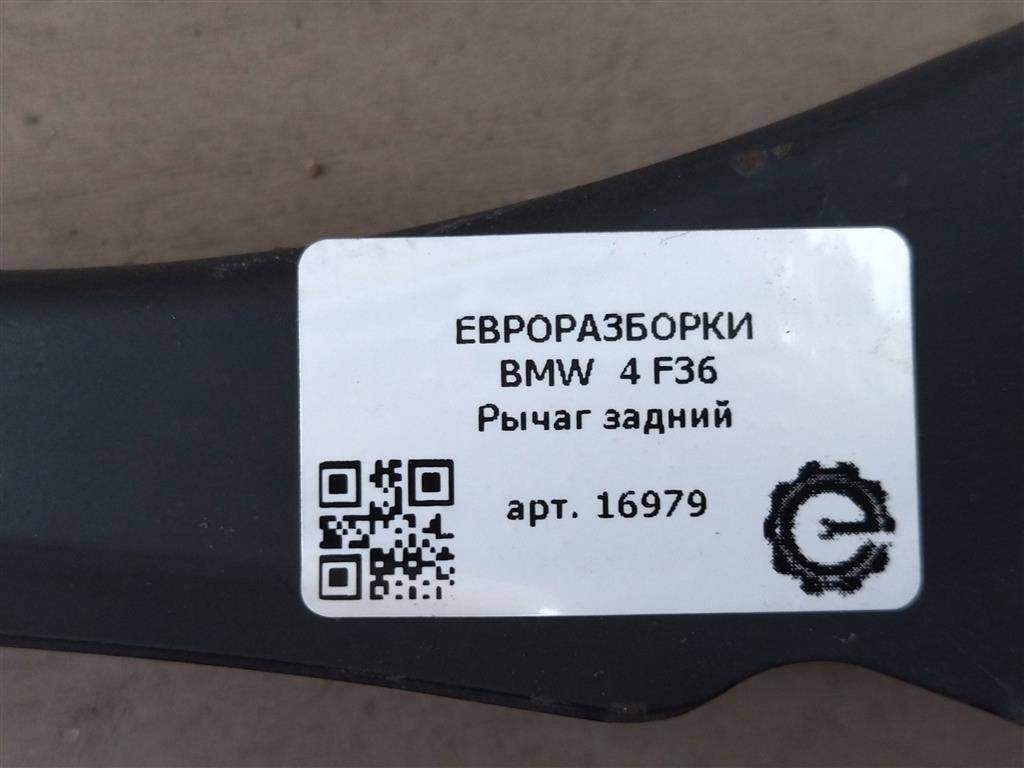 ЕВРОРАЗБОРКИ
BMW 4 F36
Рычаг задний
арт. 16979